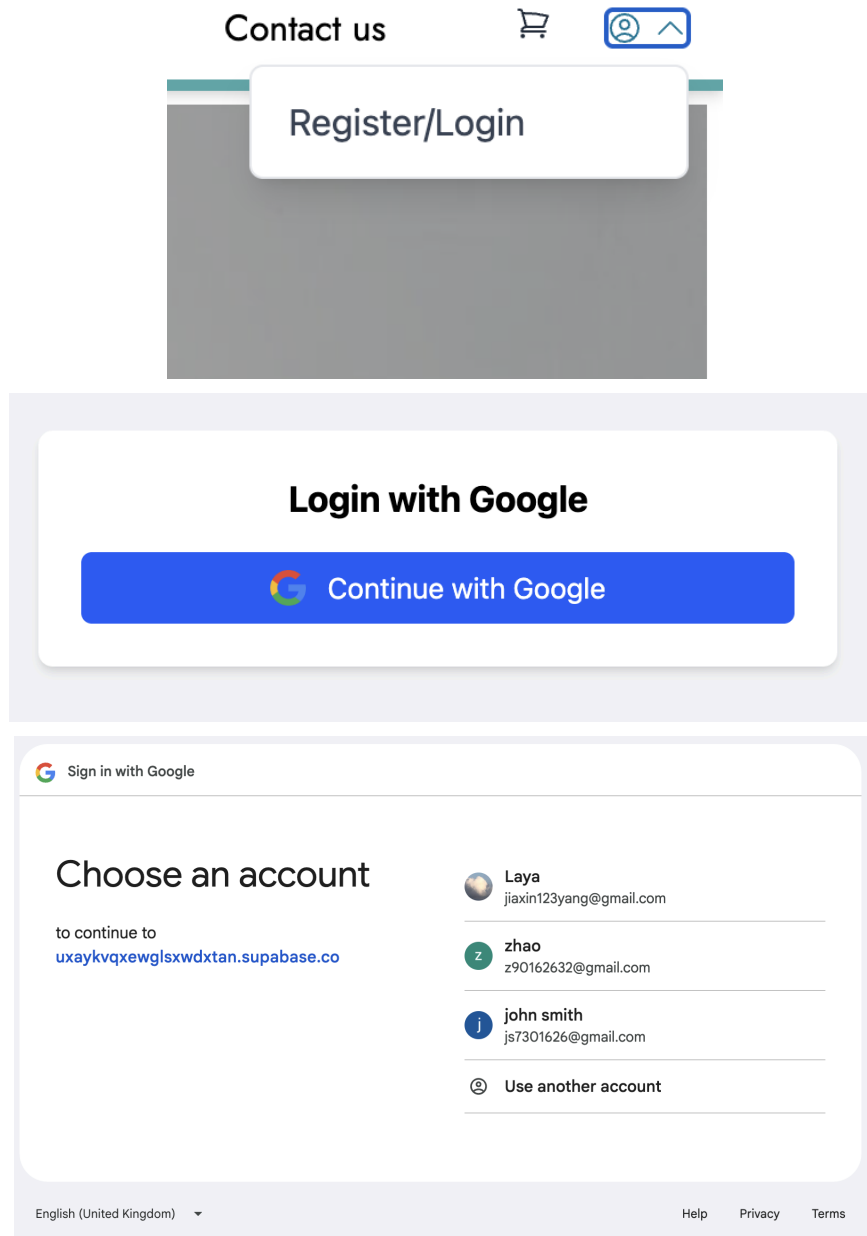 Contact us
Register/Login
Login with Google
Continue with Google
Sign in with Google
Choose an account
to continue to
uxaykvqxewglsxwdxtan.supabase.co
Laya
jiaxin123yang@gmail.com
z
zhao
z90162632@gmail.com
j
john smith
js7301626@gmail.com
Use another account
English (United Kingdom)
Help Privacy Terms